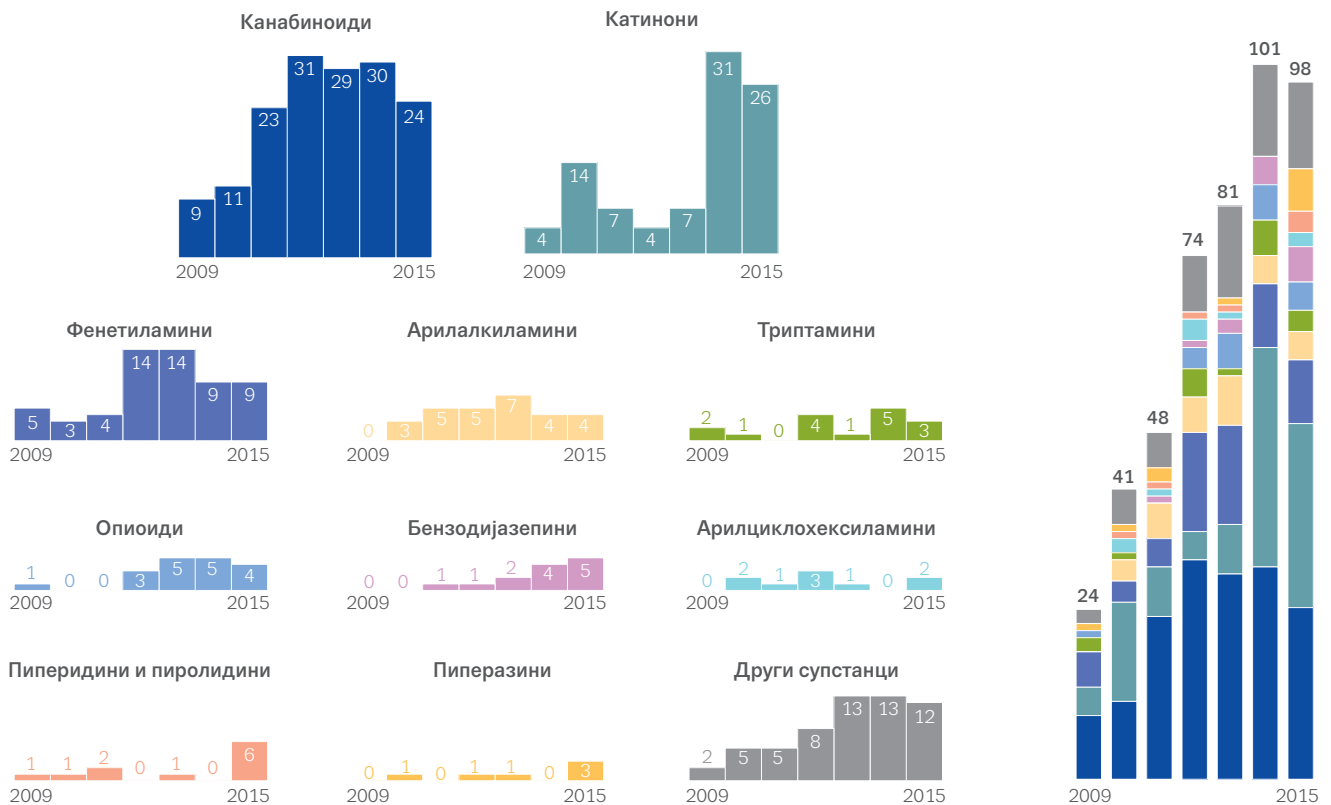 Канабиноиди
9 11 23 31 29 30 24
2009 2015
Катинони
4 14 7 4 7 31 26
2009 2015
Фенетиламини
5 3 4 14 14 9 9
2009 2015
Арилалкиламини
0 3 5 5 7 4 4
2009 2015
Триптамини
2 1 0 4 1 5 3
2009 2015
Опиоиди
1 0 0 3 5 5 4
2009 2015
Бензодијазепини
0 0 1 1 2 4 5
2009 2015
Арилциклохексиламини
0 2 1 3 1 0 2
2009 2015
Пиперидини и пиролидини
1 1 2 0 1 0 6
2009 2015
Пиперазини
0 1 0 1 1 0 3
2009 2015
Други супстанци
2 5 5 8 13 13 12
2009 2015
24 41 48 74 81 101 98
2009 2015